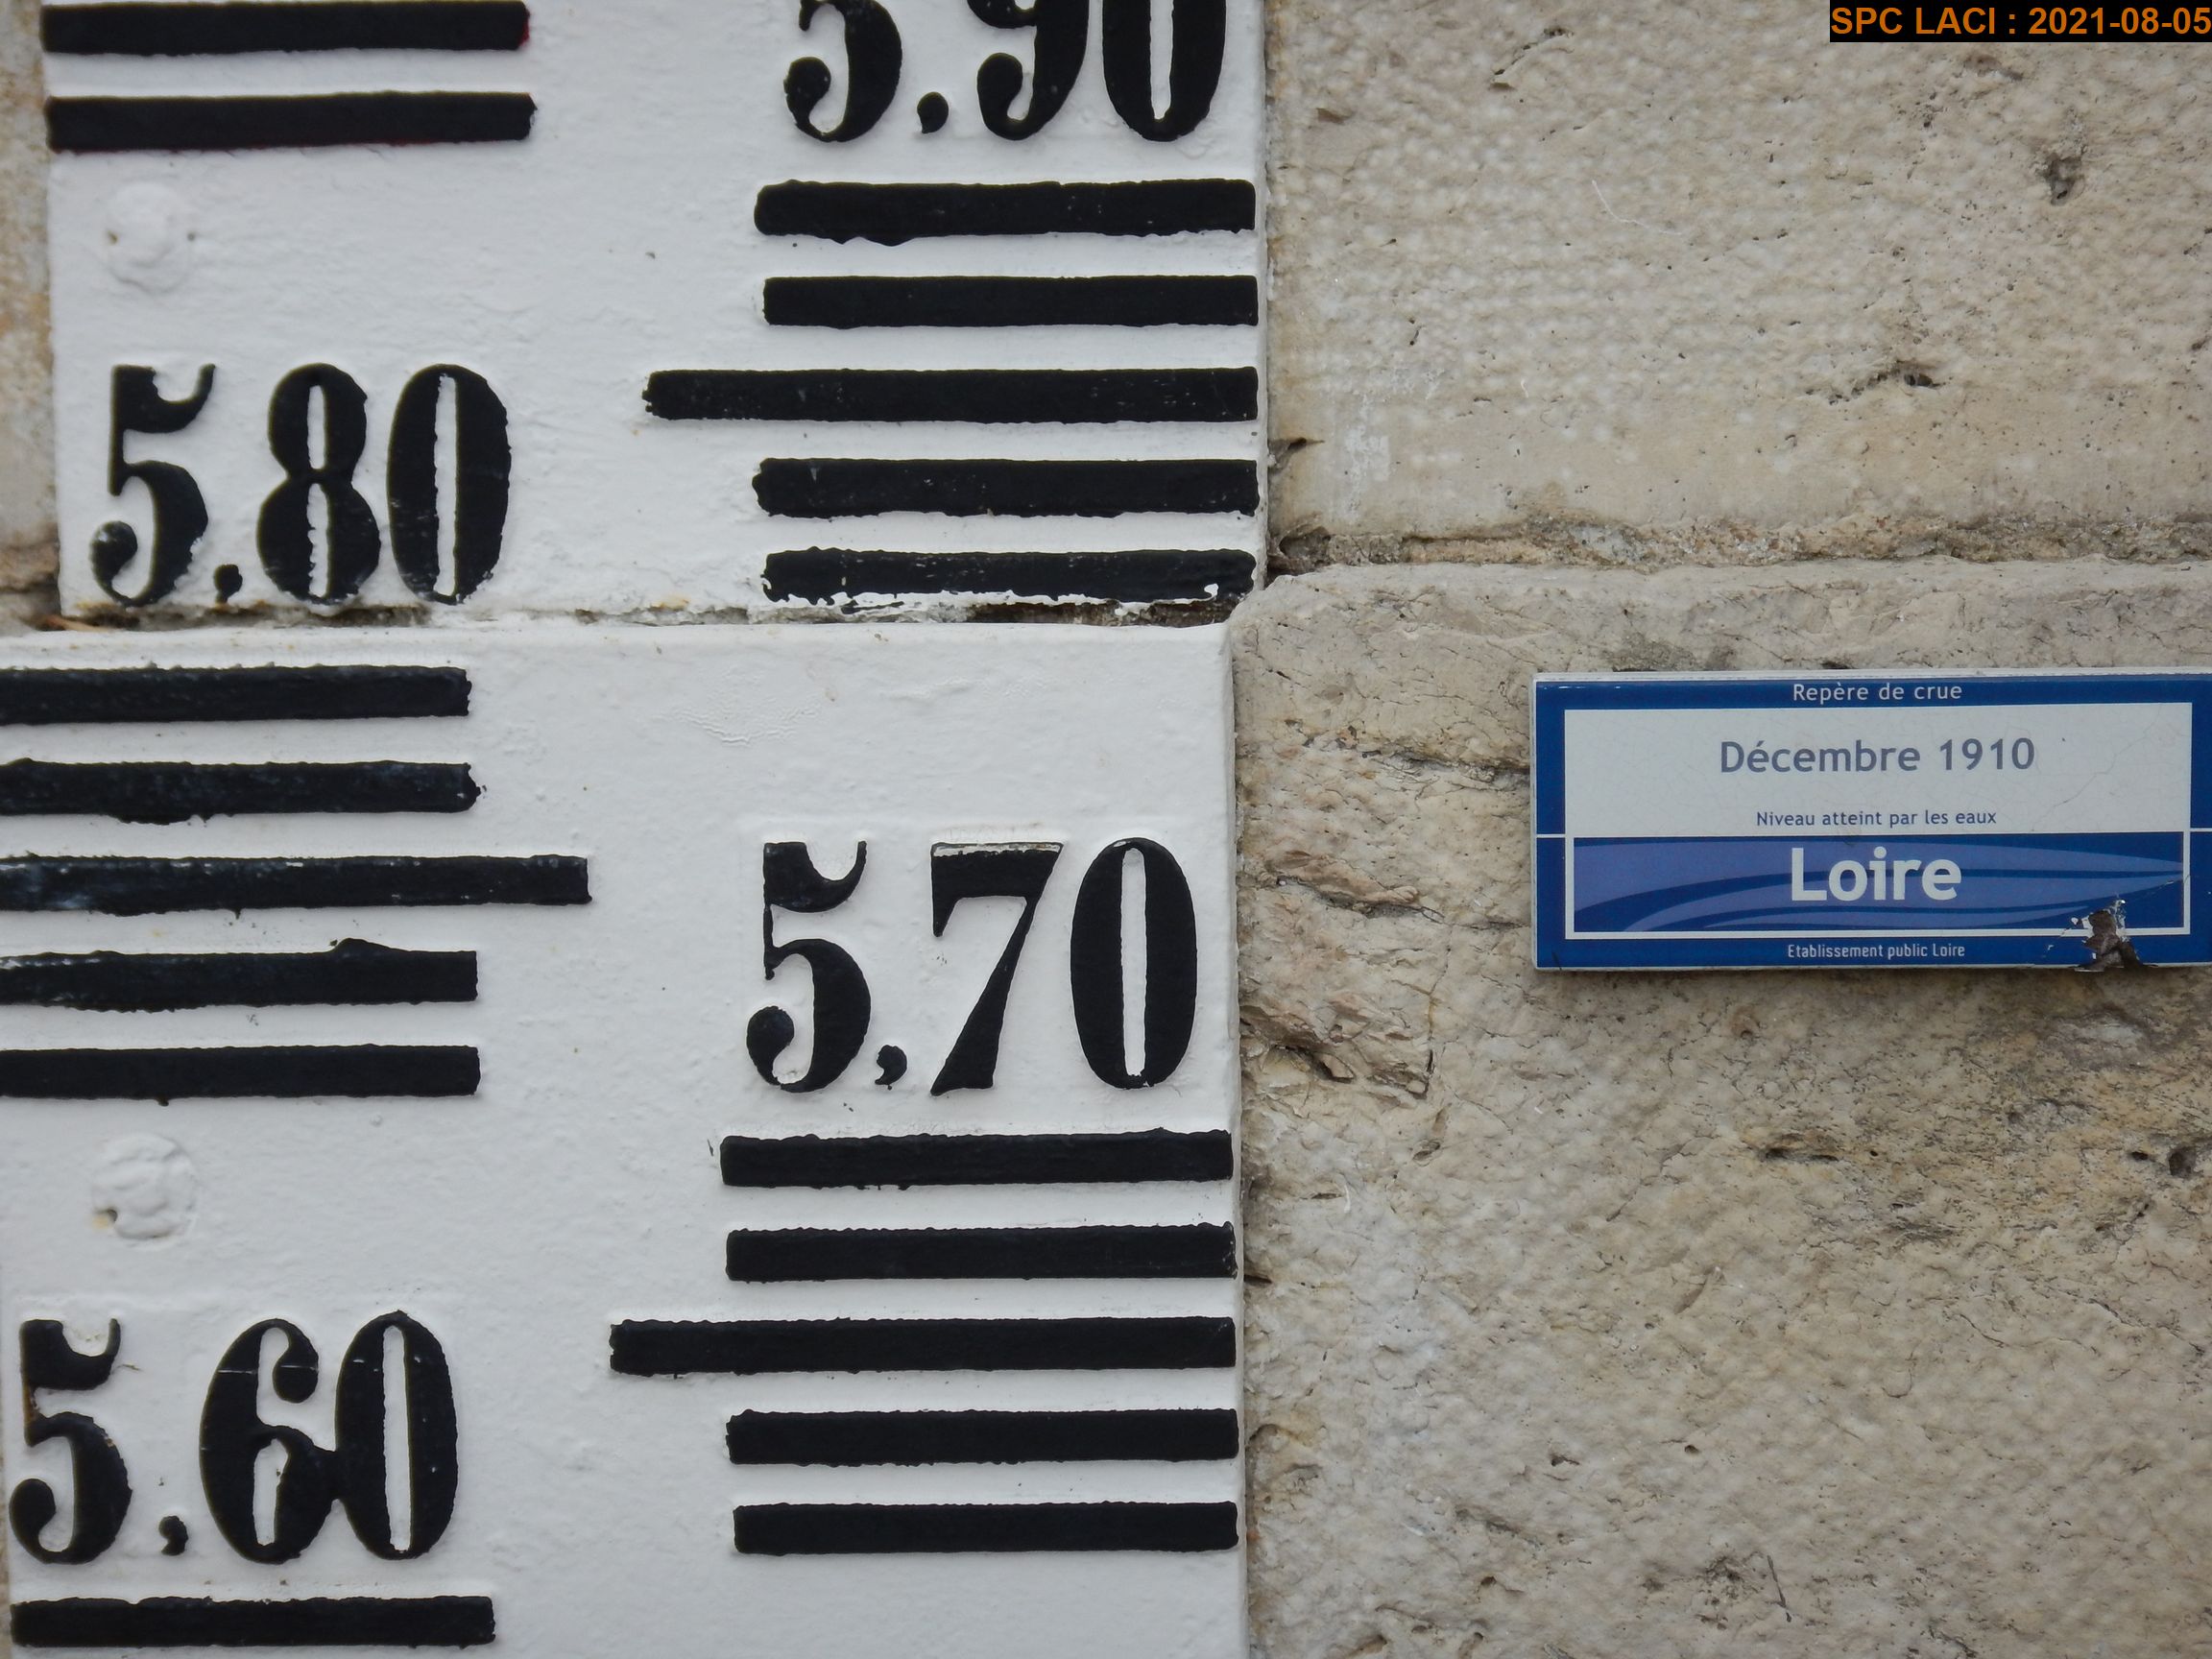 SPC LACI : 2021-08-05
5.90
5.80
Repère de crue
Décembre 1910
Niveau atteint par les eaux
Loire
Etablissement public Loire
5,70
5,60